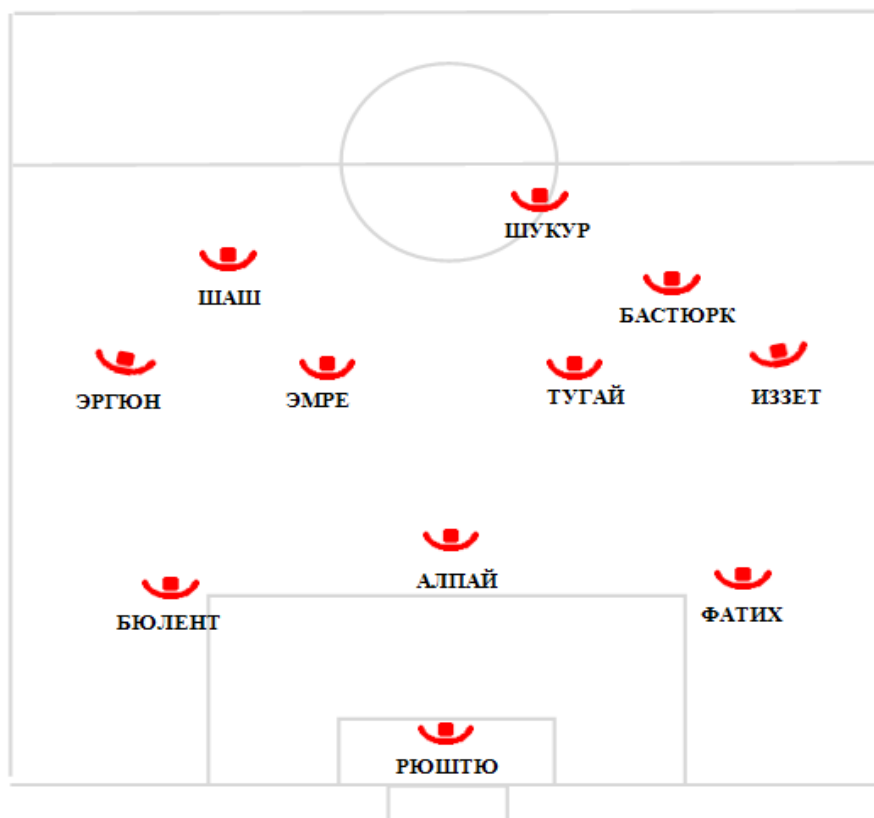 ШУКУР
ШАШ
БАСТЮРК
ЭРГЮН
ЭМРЕ
ТУГАЙ
ИЗЗЕТ
АЛПАЙ
БЮЛЕНТ
ФАТИХ
РЮШТЮ